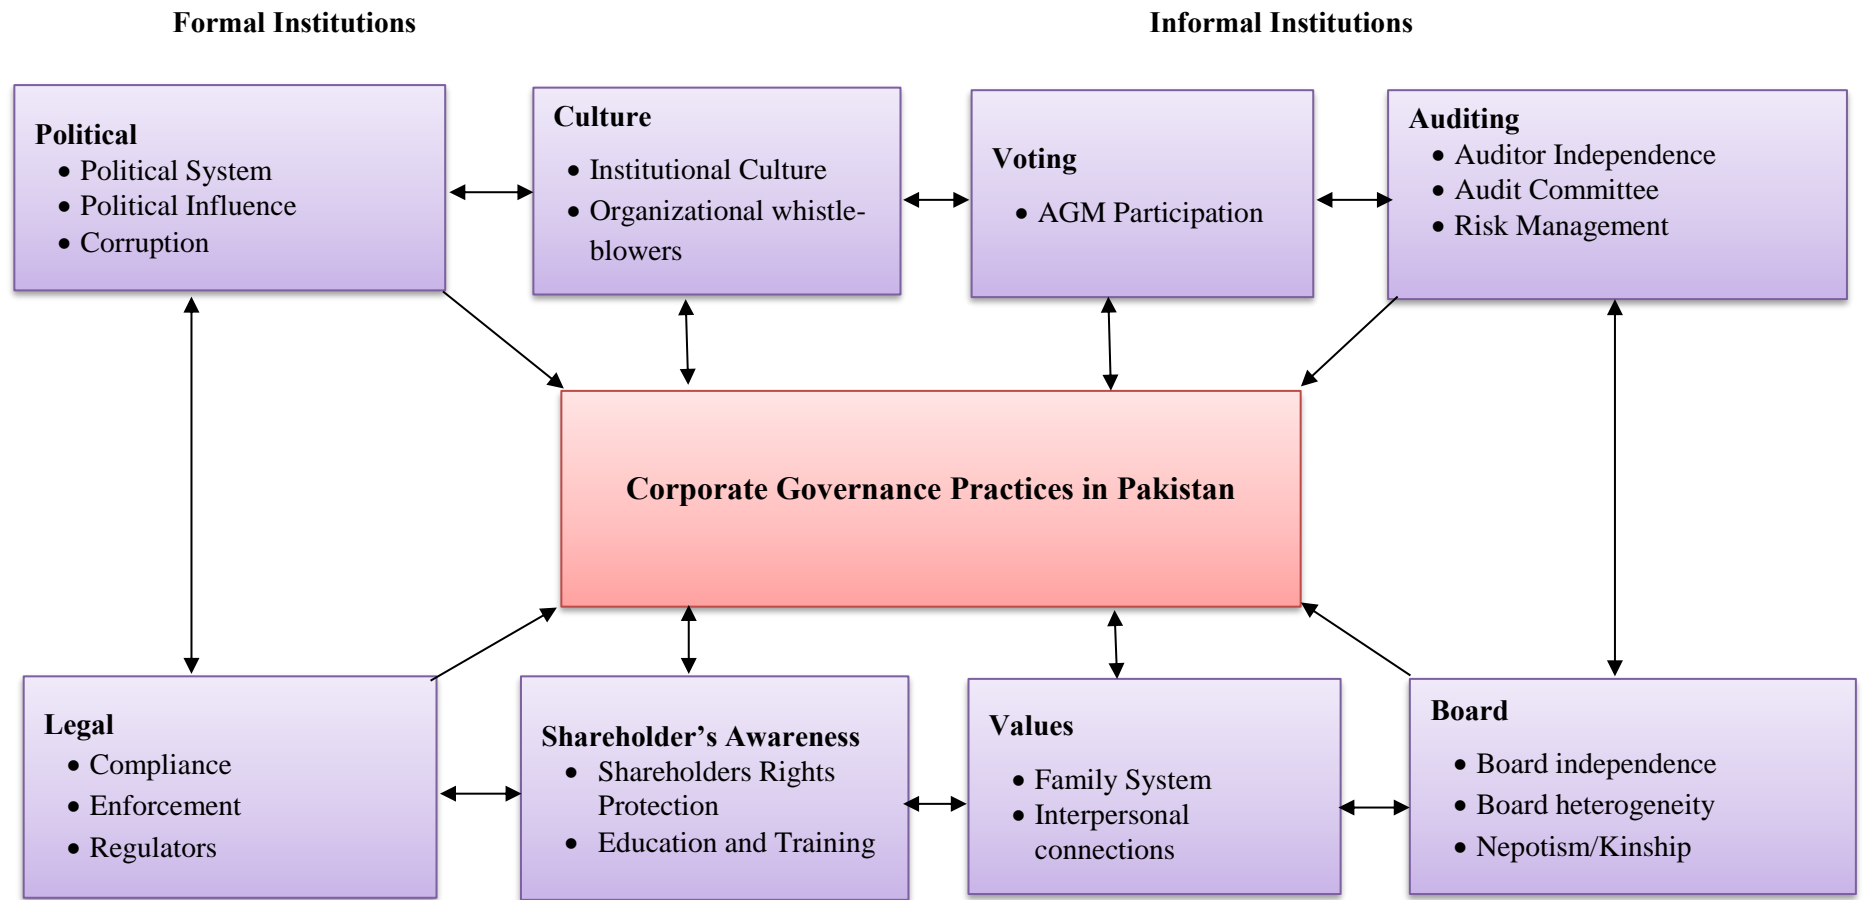 Formal Institutions
Informal Institutions
Political
• Political System
• Political Influence
• Corruption
Culture
• Institutional Culture
• Organizational whistle-
blowers
Voting
• AGM Participation
Auditing
• Auditor Independence
• Audit Committee
• Risk Management
Corporate Governance Practices in Pakistan
Legal
• Compliance
• Enforcement
• Regulators
Shareholder’s Awareness
• Shareholders Rights
Protection
• Education and Training
Values
• Family System
• Interpersonal
connections
Board
• Board independence
• Board heterogeneity
• Nepotism/Kinship